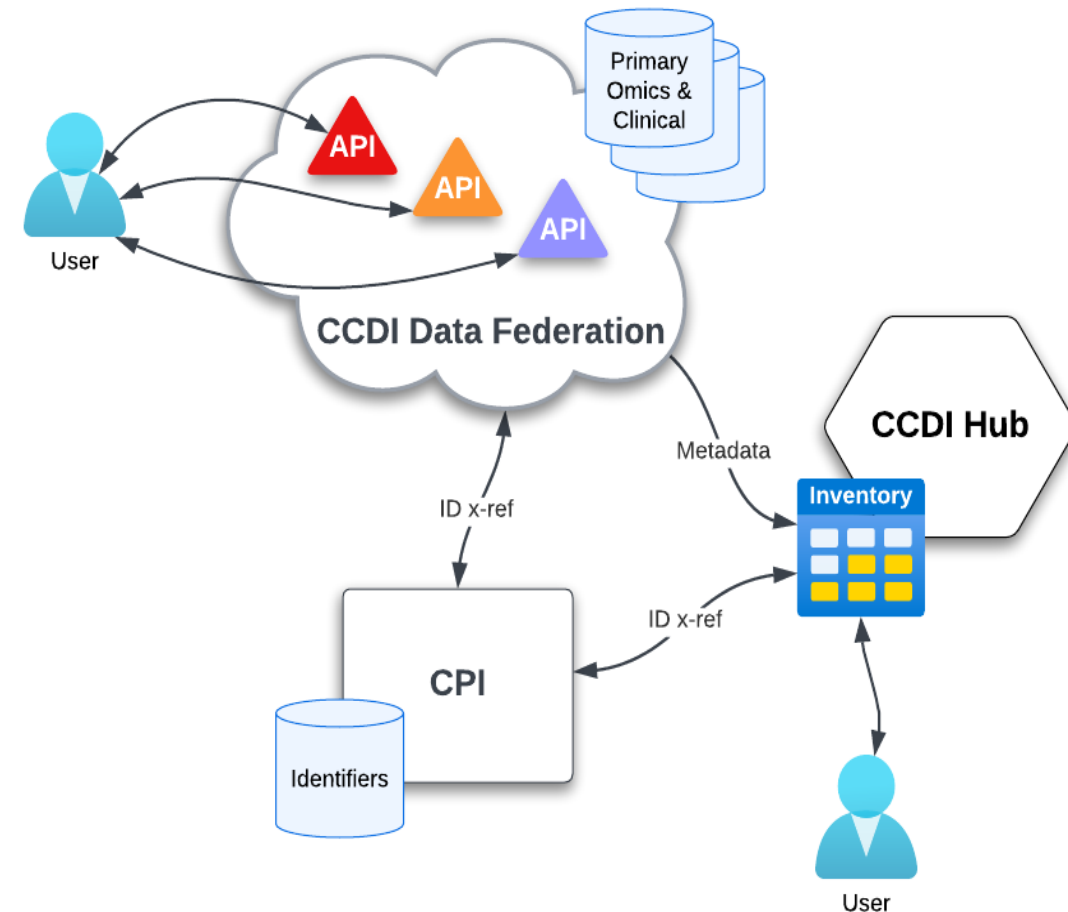 Primary
Omics &
Clinical
API
API
API
User
CCDI Data Federation
CCDI Hub
Metadata
Inventory
ID x-ref
ID x-ref
CPI
Identifiers
User